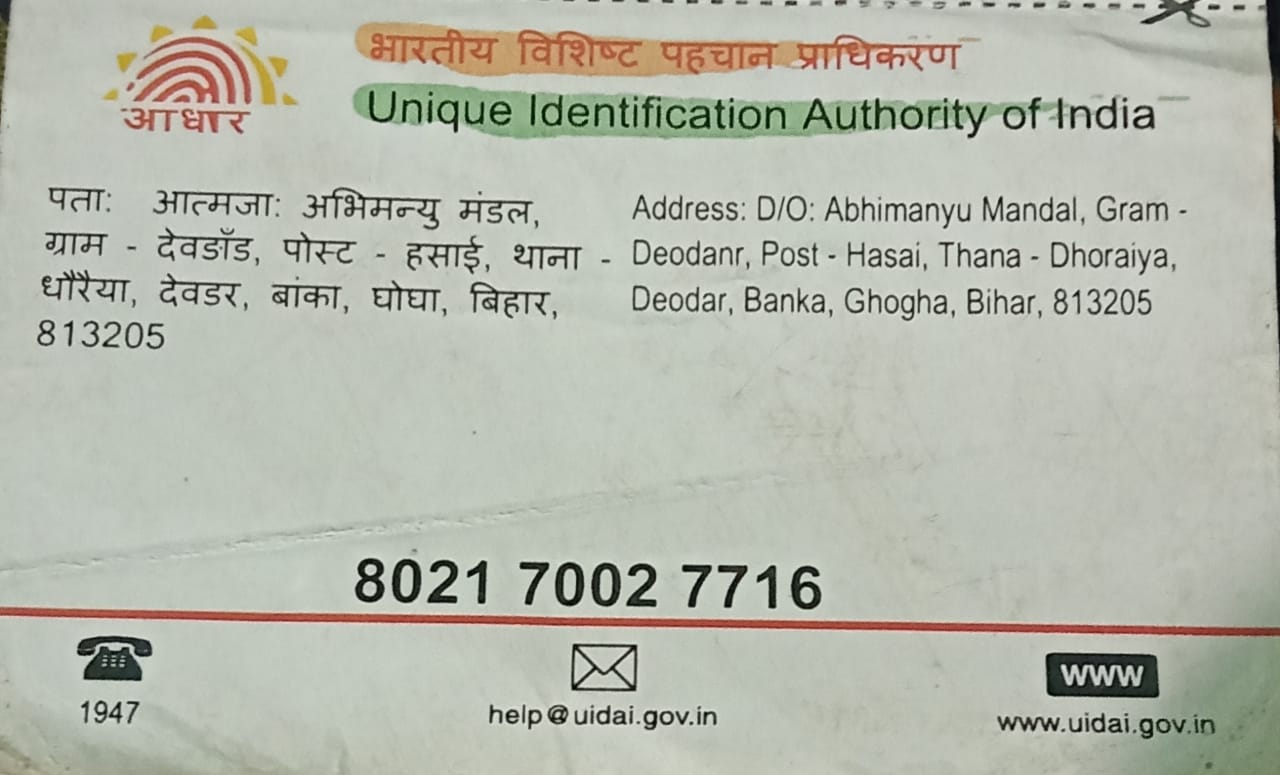 आधार
भारतीय विशिष्ट पहचान प्राधिकरण
Unique Identification Authority of India
पता: आत्मजा: अभिमन्यु मंडल,
ग्राम - देवडाँड, पोस्ट - हसाई, थाना -
धौरैया, देवडर, बांका, घोघा, बिहार,
813205
Address: D/O: Abhimanyu Mandal, Gram -
Deodanr, Post - Hasai, Thana - Dhoraiya,
Deodar, Banka, Ghogha, Bihar, 813205
8021 7002 7716
1947
help@uidai.gov.in
www
www.uidai.gov.in